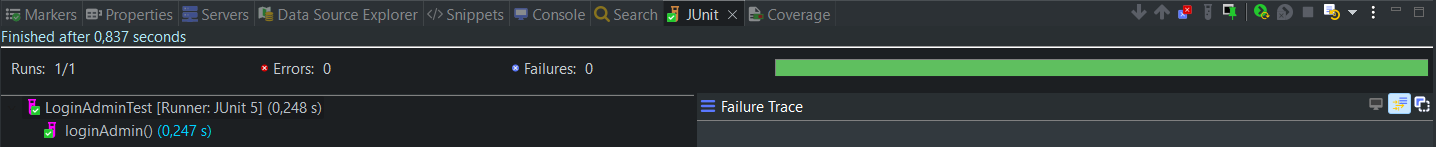 Markers Properties Servers Data Source Explorer Snippets Console Search JUnit Coverage
Finished after 0,837 seconds
Runs: 1/1 Errors: 0 Failures: 0
LoginAdminTest [Runner: JUnit 5] (0,248 s)
Failure Trace
loginAdmin() (0,247 s)